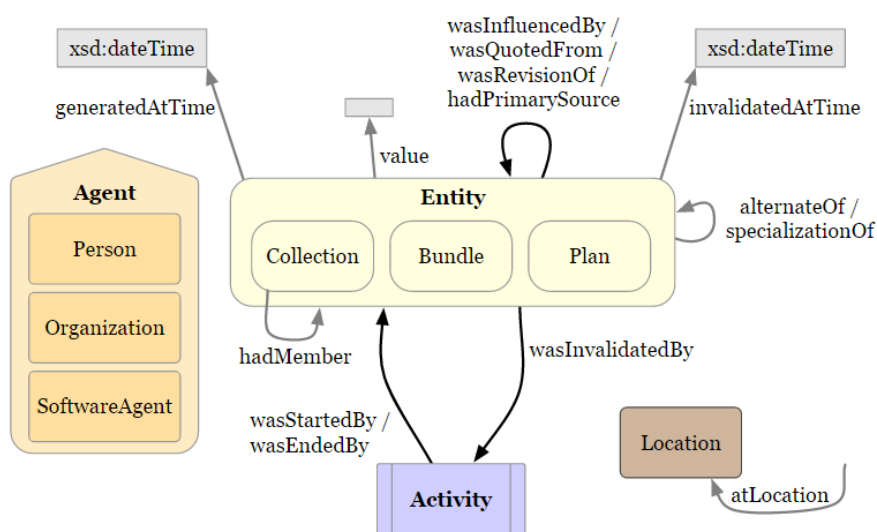 wasInfluencedBy /
wasQuotedFrom /
wasRevisionOf /
hadPrimarySource
xsd:dateTime
xsd:dateTime
generatedAtTime
value
invalidatedAtTime
Agent
Person
Organization
SoftwareAgent
Entity
Collection
Bundle
Plan
alternateOf /
specializationOf
hadMember
wasInvalidatedBy
wasStartedBy /
wasEndedBy
Activity
Location
atLocation